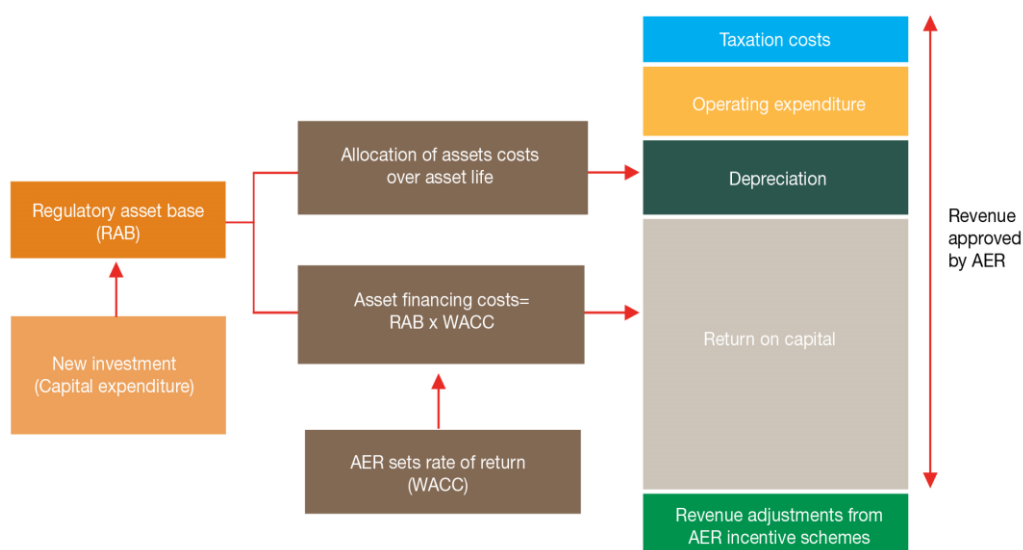 Taxation costs
Operating expenditure
Allocation of assets costs
over asset life
Depreciation
Regulatory asset base
(RAB)
Revenue
approved
by AER
Asset financing costs=
RAB x WACC
Return on capital
New investment
(Capital expenditure)
AER sets rate of return
(WACC)
Revenue adjustments from
AER incentive schemes